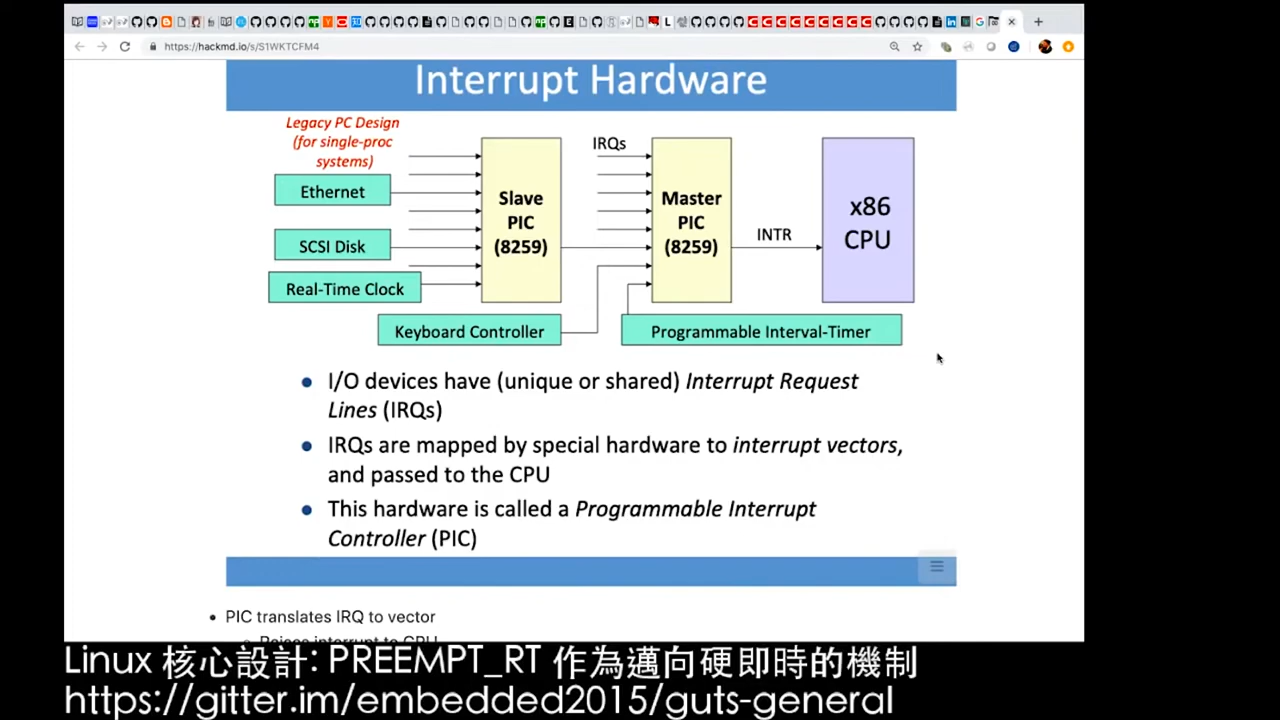 https://hackmd.io/s/S1WKTCFM4
Interrupt Hardware
Legacy PC Design
(for single-proc
systems)
IRQs
Ethernet
SCSI Disk
Real-Time Clock
Slave
PIC
(8259)
Master
PIC
(8259)
INTR
x86
CPU
Keyboard Controller
Programmable Interval-Timer
I/O devices have (unique or shared) Interrupt Request
Lines (IRQs)
IRQs are mapped by special hardware to interrupt vectors,
and passed to the CPU
This hardware is called a Programmable Interrupt
Controller (PIC)
PIC translates IRQ to vector
Raises interrupt to CPU
Linux 核心設計: PREEMPT_RT 作為邁向硬即時的機制
https://gitter.im/embedded2015/guts-general